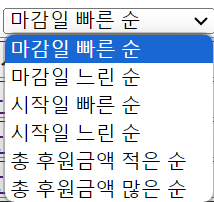 마감일 빠른 순
마감일 빠른 순
마감일 느린 순
시작일 빠른 순
시작일 느린 순
총 후원금액 적은 순
총 후원금액 많은 순